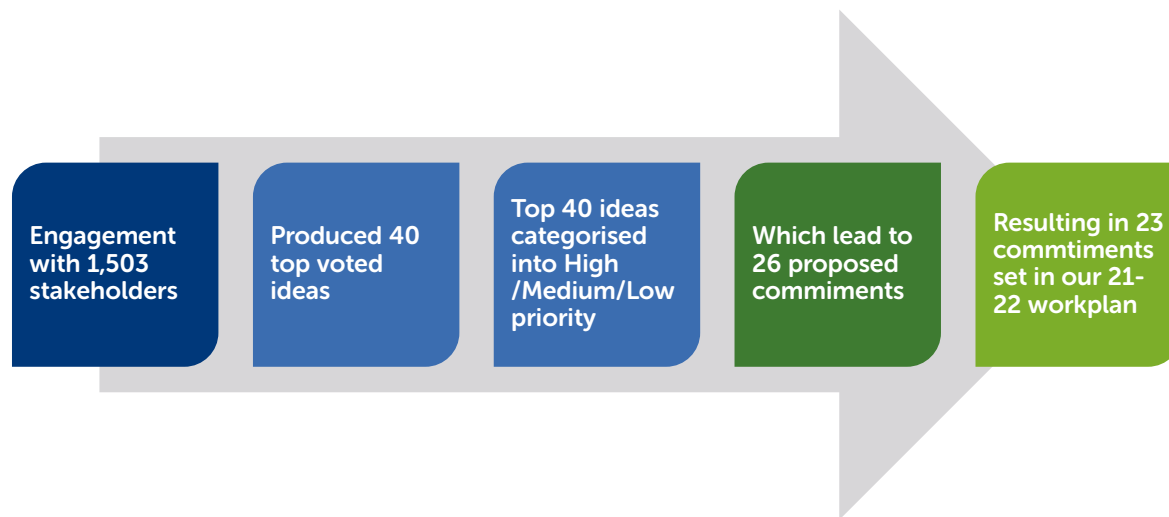 Engagement
with 1,503
stakeholders
Produced 40
top voted
ideas
Top 40 ideas
categorised
into High
/Medium/Low
priority
Which lead to
26 proposed
commiments
Resulting in 23
commtiments
set in our 21-
22 workplan